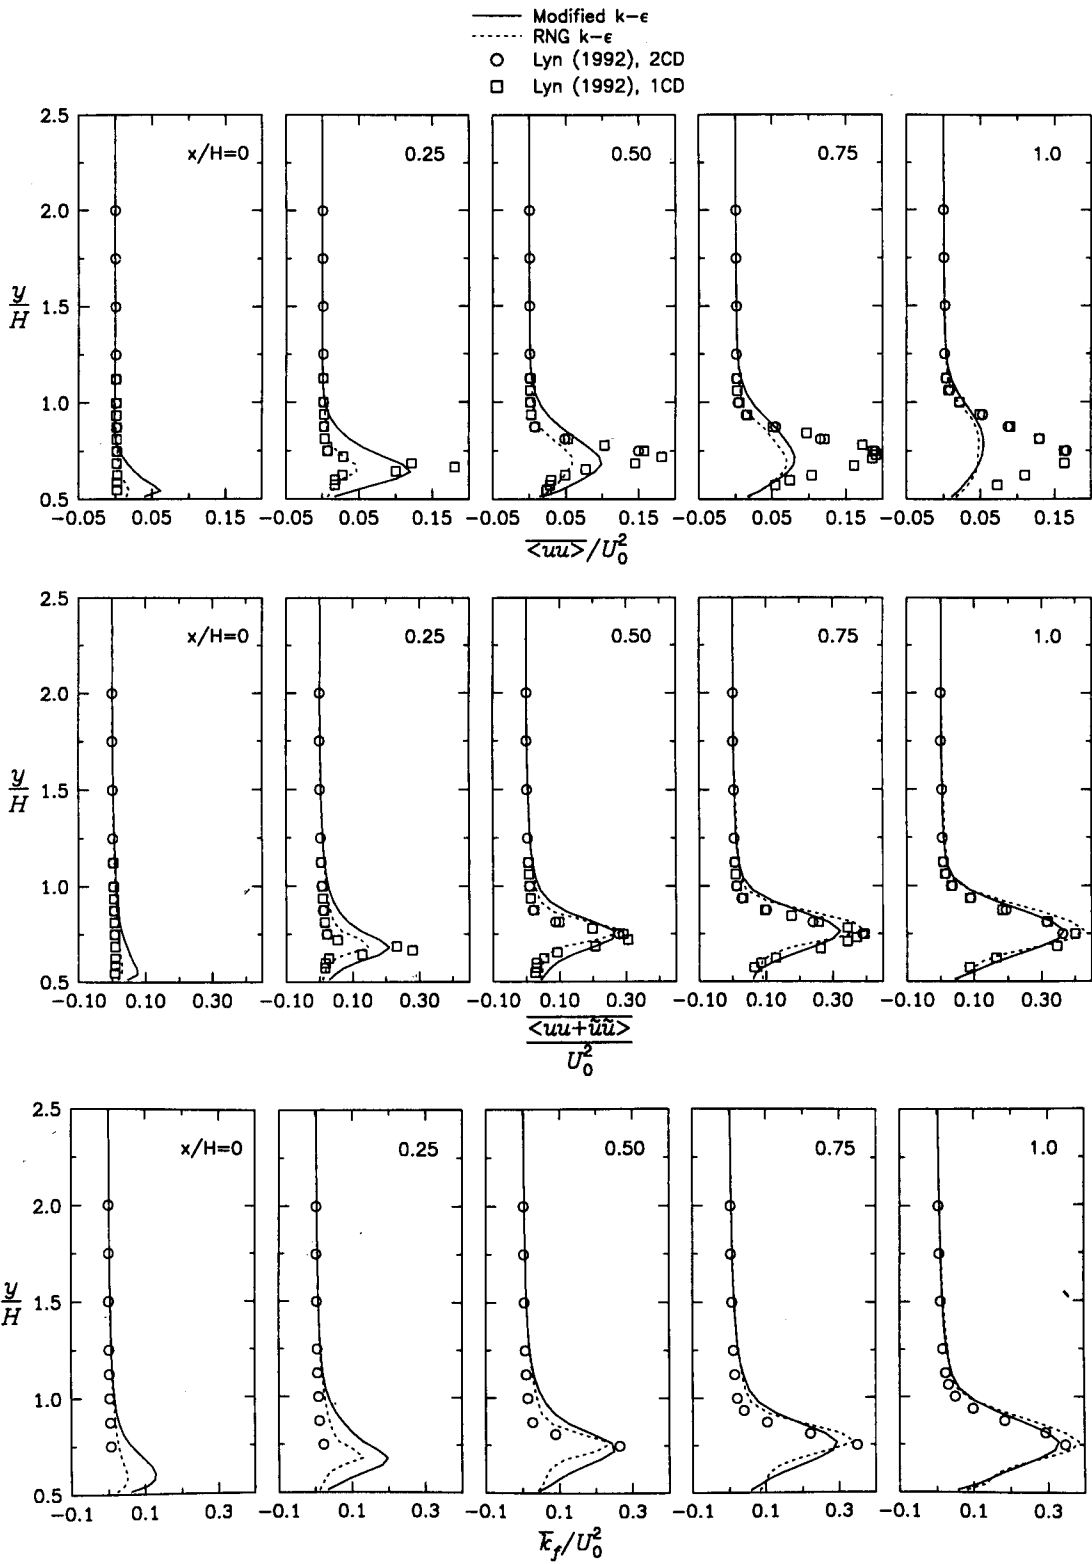 Modified k−ε
RNG k−ε
Lyn (1992), 2CD
Lyn (1992), 1CD
2.5
2.0
y/H 1.5
1.0
0.5
x/H=0 0.25 0.50 0.75 1.0
−0.05 0.05 0.15 −0.05 0.05 0.15 −0.05 0.05 0.15 −0.05 0.05 0.15 −0.05 0.05 0.15
<uu>/U₀²
2.5
2.0
y/H 1.5
1.0
0.5
x/H=0 0.25 0.50 0.75 1.0
−0.10 0.10 0.30 −0.10 0.10 0.30 −0.10 0.10 0.30 −0.10 0.10 0.30 −0.10 0.10 0.30
<uu+ũũ>
U₀²
2.5
2.0
y/H 1.5
1.0
0.5
x/H=0 0.25 0.50 0.75 1.0
−0.1 0.1 0.3 −0.1 0.1 0.3 −0.1 0.1 0.3 −0.1 0.1 0.3 −0.1 0.1 0.3
k̅_f/U₀²